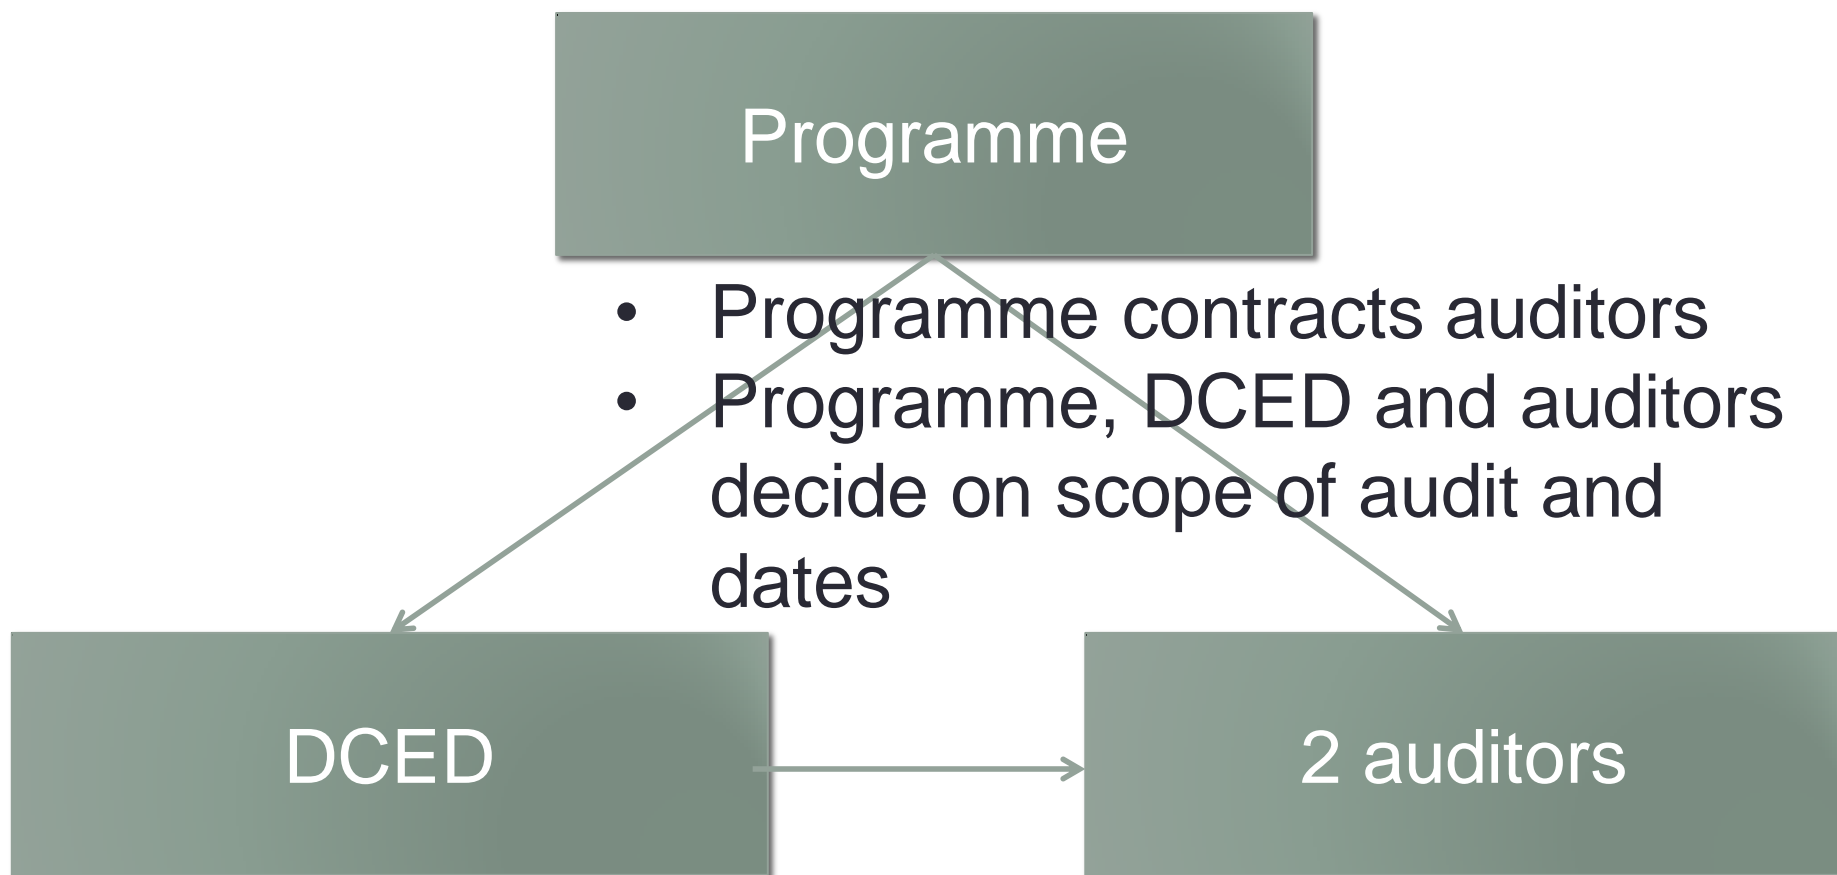 Programme
• Programme contracts auditors
• Programme, DCED and auditors
decide on scope of audit and
dates
DCED
2 auditors